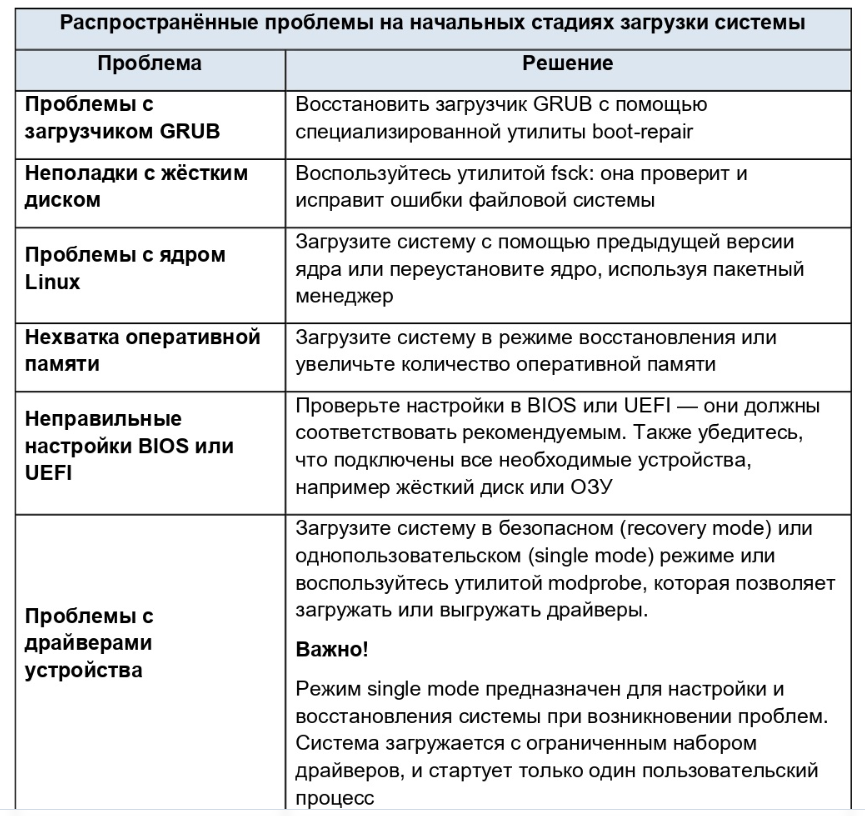 Распространённые проблемы на начальных стадиях загрузки системы
Проблема
Решение
Проблемы с
загрузчиком GRUB
Восстановить загрузчик GRUB с помощью
специализированной утилиты boot-repair
Неполадки с жёстким
диском
Воспользуйтесь утилитой fsck: она проверит и
исправит ошибки файловой системы
Проблемы с ядром
Linux
Загрузите систему с помощью предыдущей версии
ядра или переустановите ядро, используя пакетный
менеджер
Нехватка оперативной
памяти
Загрузите систему в режиме восстановления или
увеличьте количество оперативной памяти
Неправильные
настройки BIOS или
UEFI
Проверьте настройки в BIOS или UEFI — они должны
соответствовать рекомендуемым. Также убедитесь,
что подключены все необходимые устройства,
например жёсткий диск или ОЗУ
Проблемы с
драйверами
устройства
Загрузите систему в безопасном (recovery mode) или
однопользовательском (single mode) режиме или
воспользуйтесь утилитой modprobe, которая позволяет
загружать или выгружать драйверы.
Важно!
Режим single mode предназначен для настройки и
восстановления системы при возникновении проблем.
Система загружается с ограниченным набором
драйверов, и стартует только один пользовательский
процесс